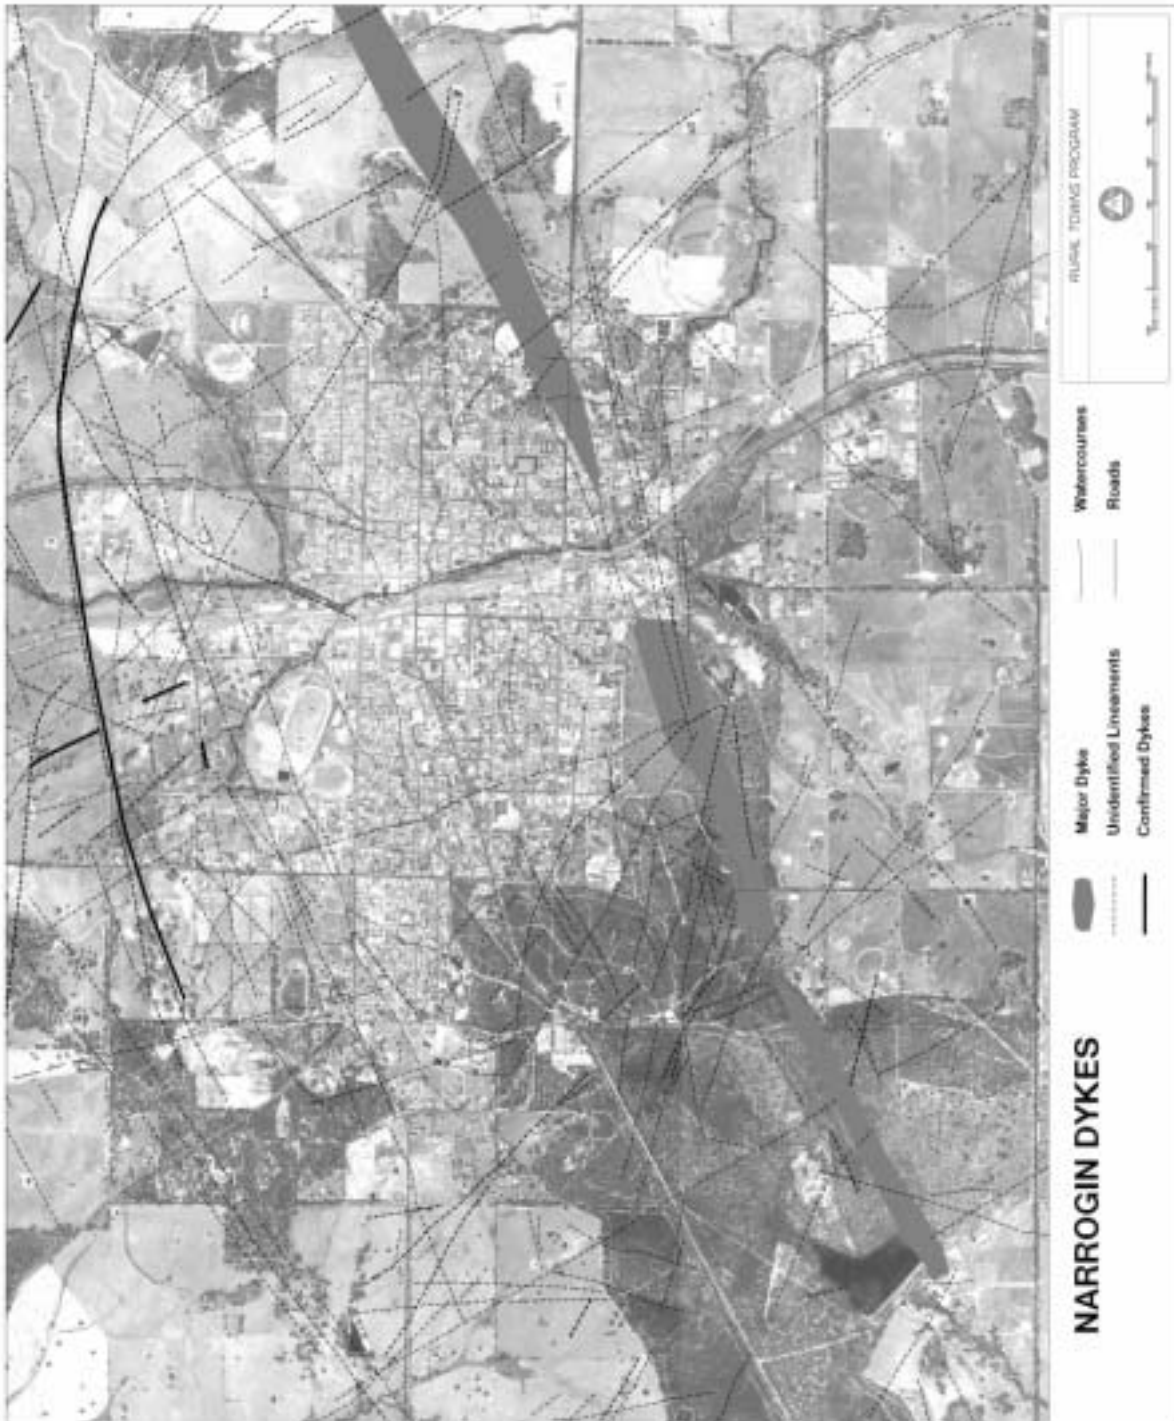 NARROGIN DYKES
Major Dyke
Unidentified Lineaments
Confirmed Dykes
Watercourses
Roads
RURAL TOWNS PROGRAM